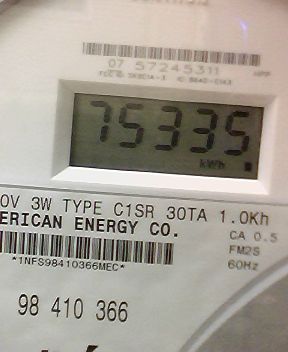 07 57245311
75335
kWh
0V 3W TYPE C1SR 30TA 1.0Kh
ERICAN ENERGY CO.
CA 0.5
FM2S
60Hz
*1NFS98410366MEC*
98 410 366